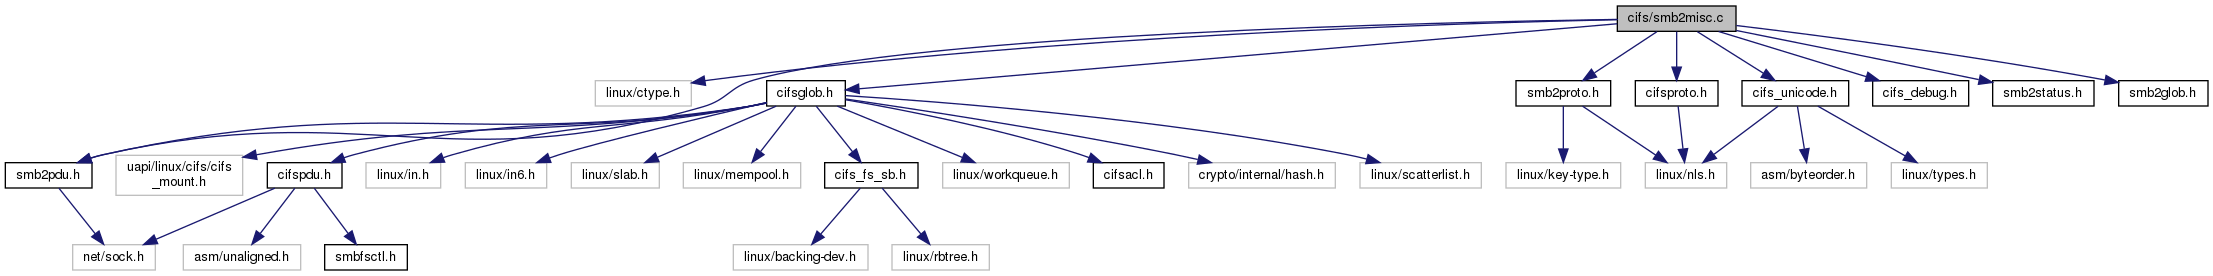 cifs/smb2misc.c
linux/ctype.h
cifsglob.h
smb2proto.h
cifsproto.h
cifs_unicode.h
cifs_debug.h
smb2status.h
smb2glob.h
smb2pdu.h
uapi/linux/cifs/cifs
_mount.h
cifspdu.h
linux/in.h
linux/in6.h
linux/slab.h
linux/mempool.h
cifs_fs_sb.h
linux/workqueue.h
cifsacl.h
crypto/internal/hash.h
linux/scatterlist.h
linux/key-type.h
linux/nls.h
asm/byteorder.h
linux/types.h
net/sock.h
asm/unaligned.h
smbfsctl.h
linux/backing-dev.h
linux/rbtree.h